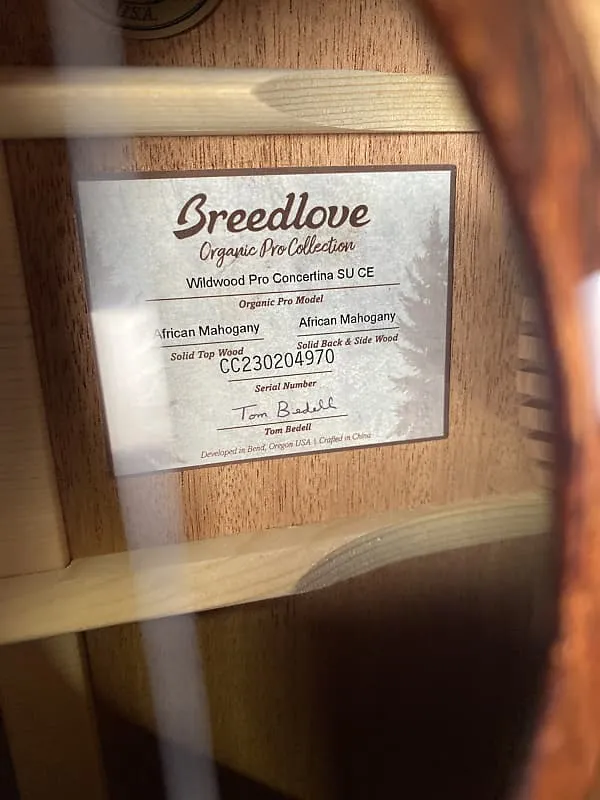 U.S.A.
Breedlove
Organic Pro Collection
Wildwood Pro Concertina SU CE
Organic Pro Model
African Mahogany African Mahogany
Solid Top Wood Solid Back & Side Wood
CC230204970
Serial Number
Tom Bedell
Tom Bedell
Developed in Bend, Oregon USA | Crafted in China